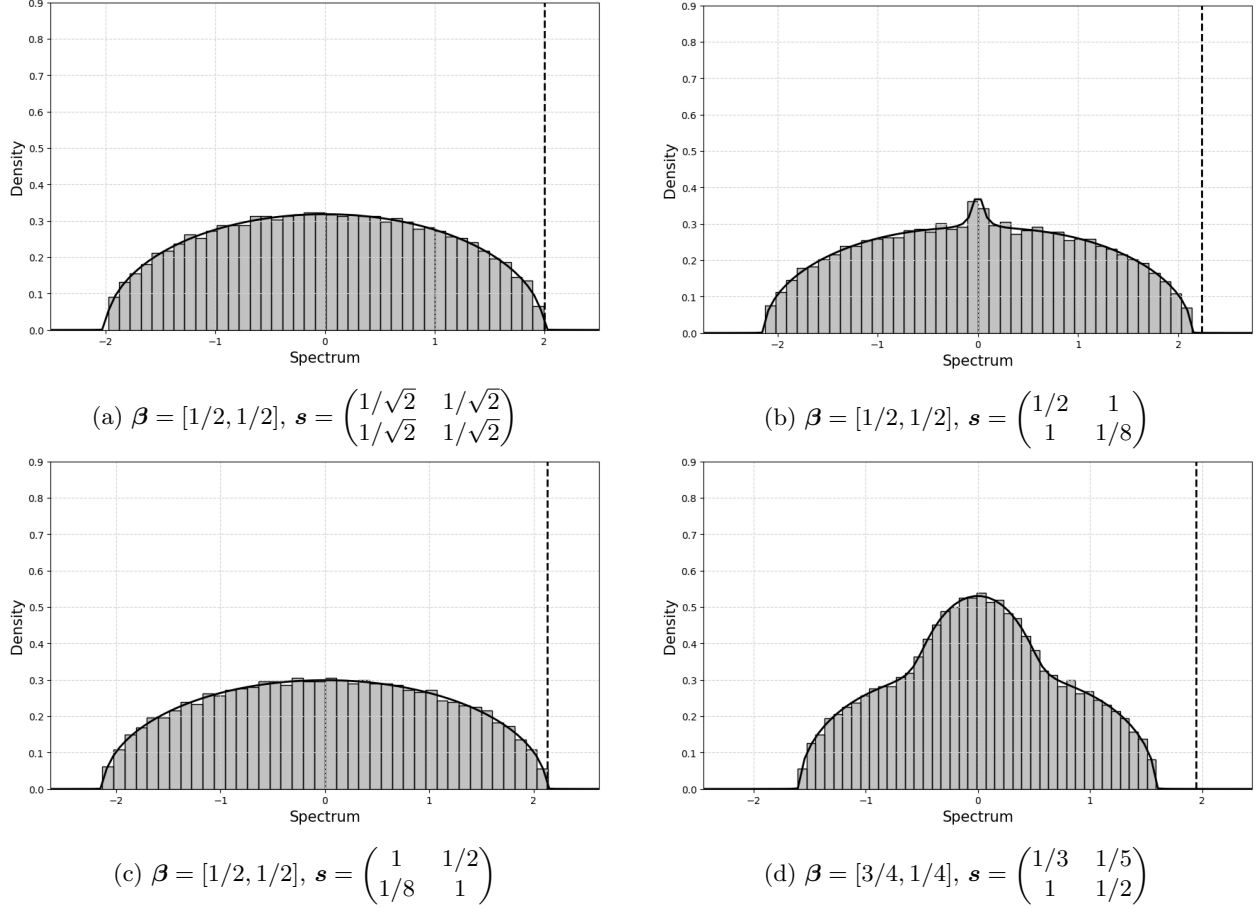 0.9
0.8
0.7
0.6
0.5
0.4
0.3
0.2
0.1
0.0
Density
−2 −1 0 1 2
Spectrum
(a) β = [1/2, 1/2], s = (1/√2 1/√2
1/√2 1/√2)
0.9
0.8
0.7
0.6
0.5
0.4
0.3
0.2
0.1
0.0
Density
−2 −1 0 1 2
Spectrum
(b) β = [1/2, 1/2], s = (1/2 1
1 1/8)
0.9
0.8
0.7
0.6
0.5
0.4
0.3
0.2
0.1
0.0
Density
−2 −1 0 1 2
Spectrum
(c) β = [1/2, 1/2], s = (1 1/2
1/8 1)
0.9
0.8
0.7
0.6
0.5
0.4
0.3
0.2
0.1
0.0
Density
−2 −1 0 1 2
Spectrum
(d) β = [3/4, 1/4], s = (1/3 1/5
1 1/2)